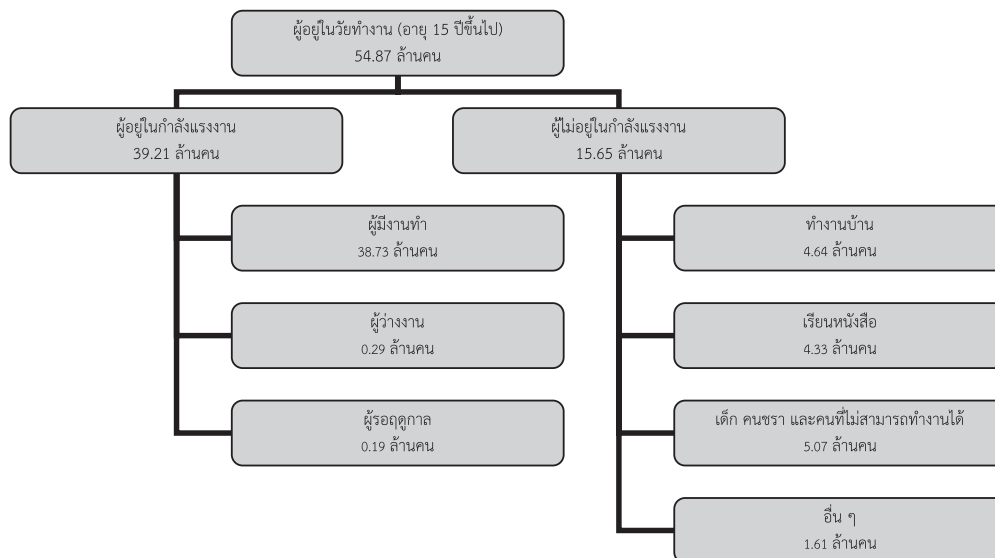 ผู้อยู่ในวัยทำงาน (อายุ 15 ปีขึ้นไป)
54.87 ล้านคน
ผู้อยู่ในกำลังแรงงาน
39.21 ล้านคน
ผู้ไม่อยู่ในกำลังแรงงาน
15.65 ล้านคน
ผู้มีงานทำ
38.73 ล้านคน
ทำงานบ้าน
4.64 ล้านคน
ผู้ว่างงาน
0.29 ล้านคน
เรียนหนังสือ
4.33 ล้านคน
ผู้รอฤดูกาล
0.19 ล้านคน
เด็ก คนชรา และคนที่ไม่สามารถทำงานได้
5.07 ล้านคน
อื่น ๆ
1.61 ล้านคน